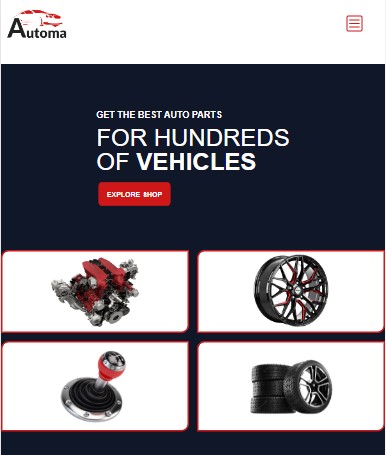 Automa
GET THE BEST AUTO PARTS
FOR HUNDREDS
OF VEHICLES
EXPLORE SHOP